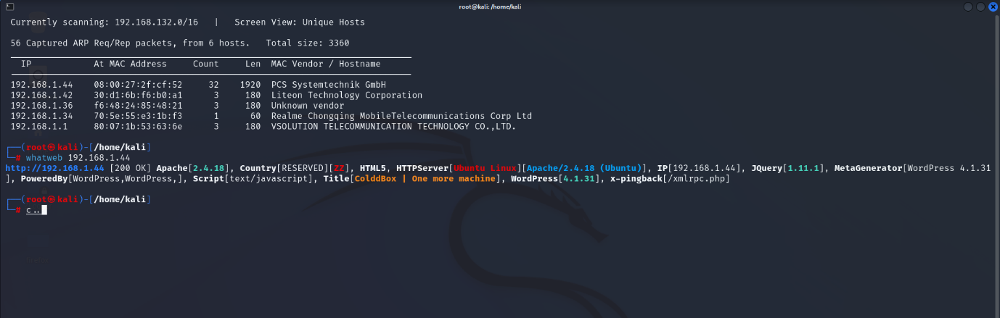 root@kali: /home/kali
Currently scanning: 192.168.132.0/16   |   Screen View: Unique Hosts
56 Captured ARP Req/Rep packets, from 6 hosts.   Total size: 3360
IP            At MAC Address     Count     Len  MAC Vendor / Hostname
192.168.1.44    08:00:27:2f:cf:52     32    1920  PCS Systemtechnik GmbH
192.168.1.42    30:d1:6b:f6:b0:a1      3     180  Liteon Technology Corporation
192.168.1.36    f6:48:24:85:48:21      3     180  Unknown vendor
192.168.1.34    70:5e:55:e3:1b:f3      1      60  Realme Chongqing MobileTelecommunications Corp Ltd
192.168.1.1     80:07:1b:53:63:6e      3     180  VSOLUTION TELECOMMUNICATION TECHNOLOGY CO.,LTD.
┌──(root㉿kali)-[/home/kali]
└─# whatweb 192.168.1.44
http://192.168.1.44 [200 OK] Apache[2.4.18], Country[RESERVED][ZZ], HTML5, HTTPServer[Ubuntu Linux][Apache/2.4.18 (Ubuntu)], IP[192.168.1.44], JQuery[1.11.1], MetaGenerator[WordPress 4.1.31
], PoweredBy[WordPress,WordPress,], Script[text/javascript], Title[ColddBox | One more machine], WordPress[4.1.31], x-pingback[/xmlrpc.php]
┌──(root㉿kali)-[/home/kali]
└─# c..